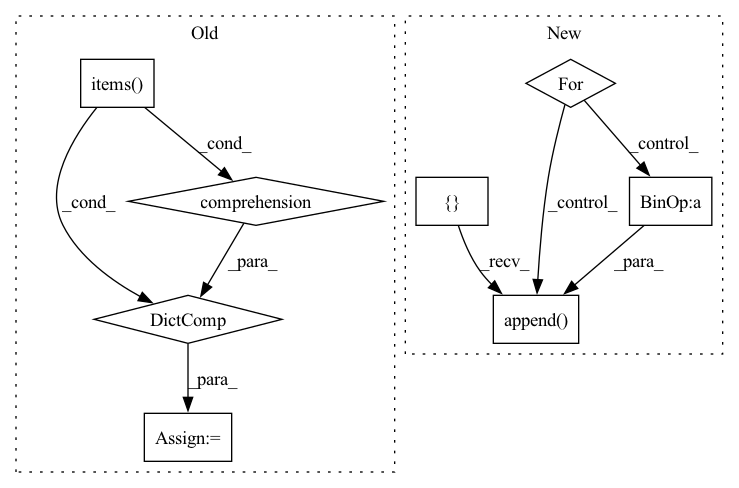 Old
New
items()
For
_cond_
_control_
comprehension
{}
BinOp:a
_cond_
_control_
_para_
_recv_
_para_
DictComp
append()
_para_
Assign:=